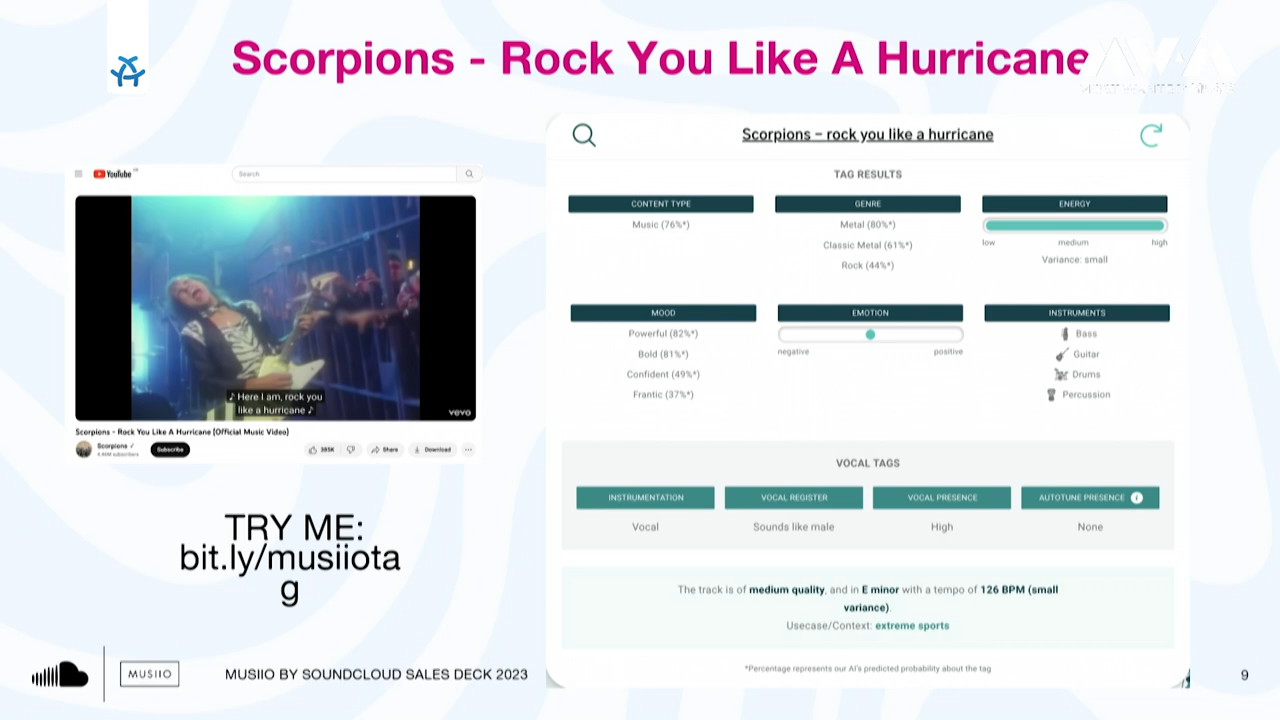 Scorpions - Rock You Like A Hurricane
YouTube
Search
♪ Here I am, rock you
like a hurricane ♪
vevo
Scorpions - Rock You Like A Hurricane (Official Music Video)
Scorpions
Subscribe
385K
Share
Download
TRY ME:
bit.ly/musiiota
g
Scorpions – rock you like a hurricane
TAG RESULTS
CONTENT TYPE
Music (76%*)
GENRE
Metal (80%*)
Classic Metal (61%*)
Rock (44%*)
ENERGY
low medium high
Variance: small
MOOD
Powerful (82%*)
Bold (81%*)
Confident (49%*)
Frantic (37%*)
EMOTION
negative positive
INSTRUMENTS
Bass
Guitar
Drums
Percussion
VOCAL TAGS
INSTRUMENTATION
Vocal
VOCAL REGISTER
Sounds like male
VOCAL PRESENCE
High
AUTOTUNE PRESENCE i
None
The track is of medium quality, and in E minor with a tempo of 126 BPM (small
variance).
Usecase/Context: extreme sports
*Percentage represents our AI's predicted probability about the tag
MUSIIO
MUSIIO BY SOUNDCLOUD SALES DECK 2023
9